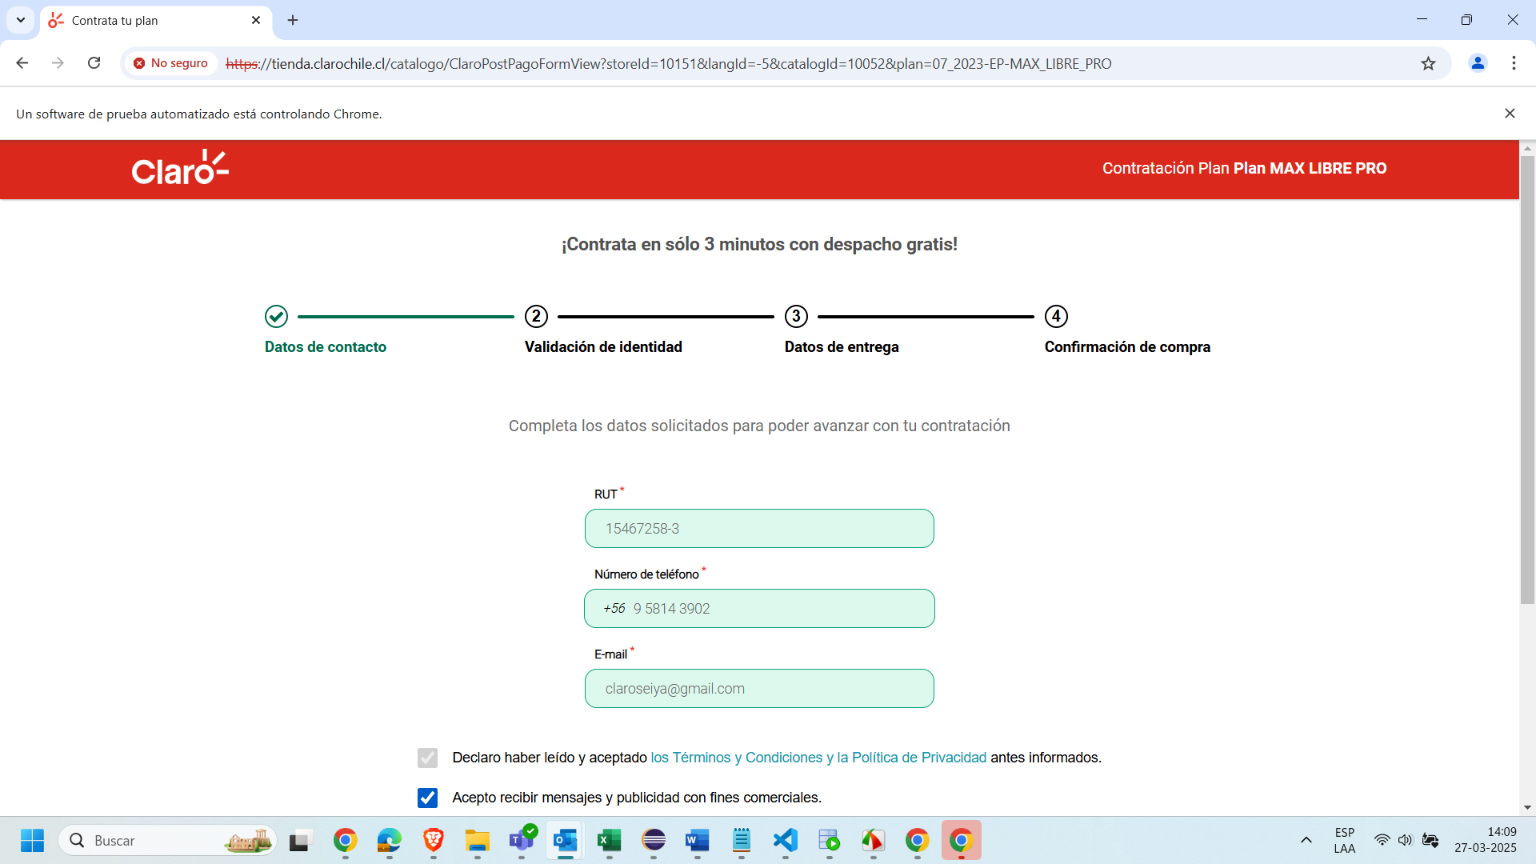 Contrata tu plan
No seguro
https://tienda.clarochile.cl/catalogo/ClaroPostPagoFormView?storeId=10151&langId=-5&catalogId=10052&plan=07_2023-EP-MAX_LIBRE_PRO
Un software de prueba automatizado está controlando Chrome.
Claro
Contratación Plan Plan MAX LIBRE PRO
¡Contrata en sólo 3 minutos con despacho gratis!
2 3 4
Datos de contacto Validación de identidad Datos de entrega Confirmación de compra
Completa los datos solicitados para poder avanzar con tu contratación
RUT *
15467258-3
Número de teléfono *
+56 9 5814 3902
E-mail *
claroseiya@gmail.com
Declaro haber leído y aceptado los Términos y Condiciones y la Política de Privacidad antes informados.
Acepto recibir mensajes y publicidad con fines comerciales.
Buscar
ESP
LAA
14:09
27-03-2025